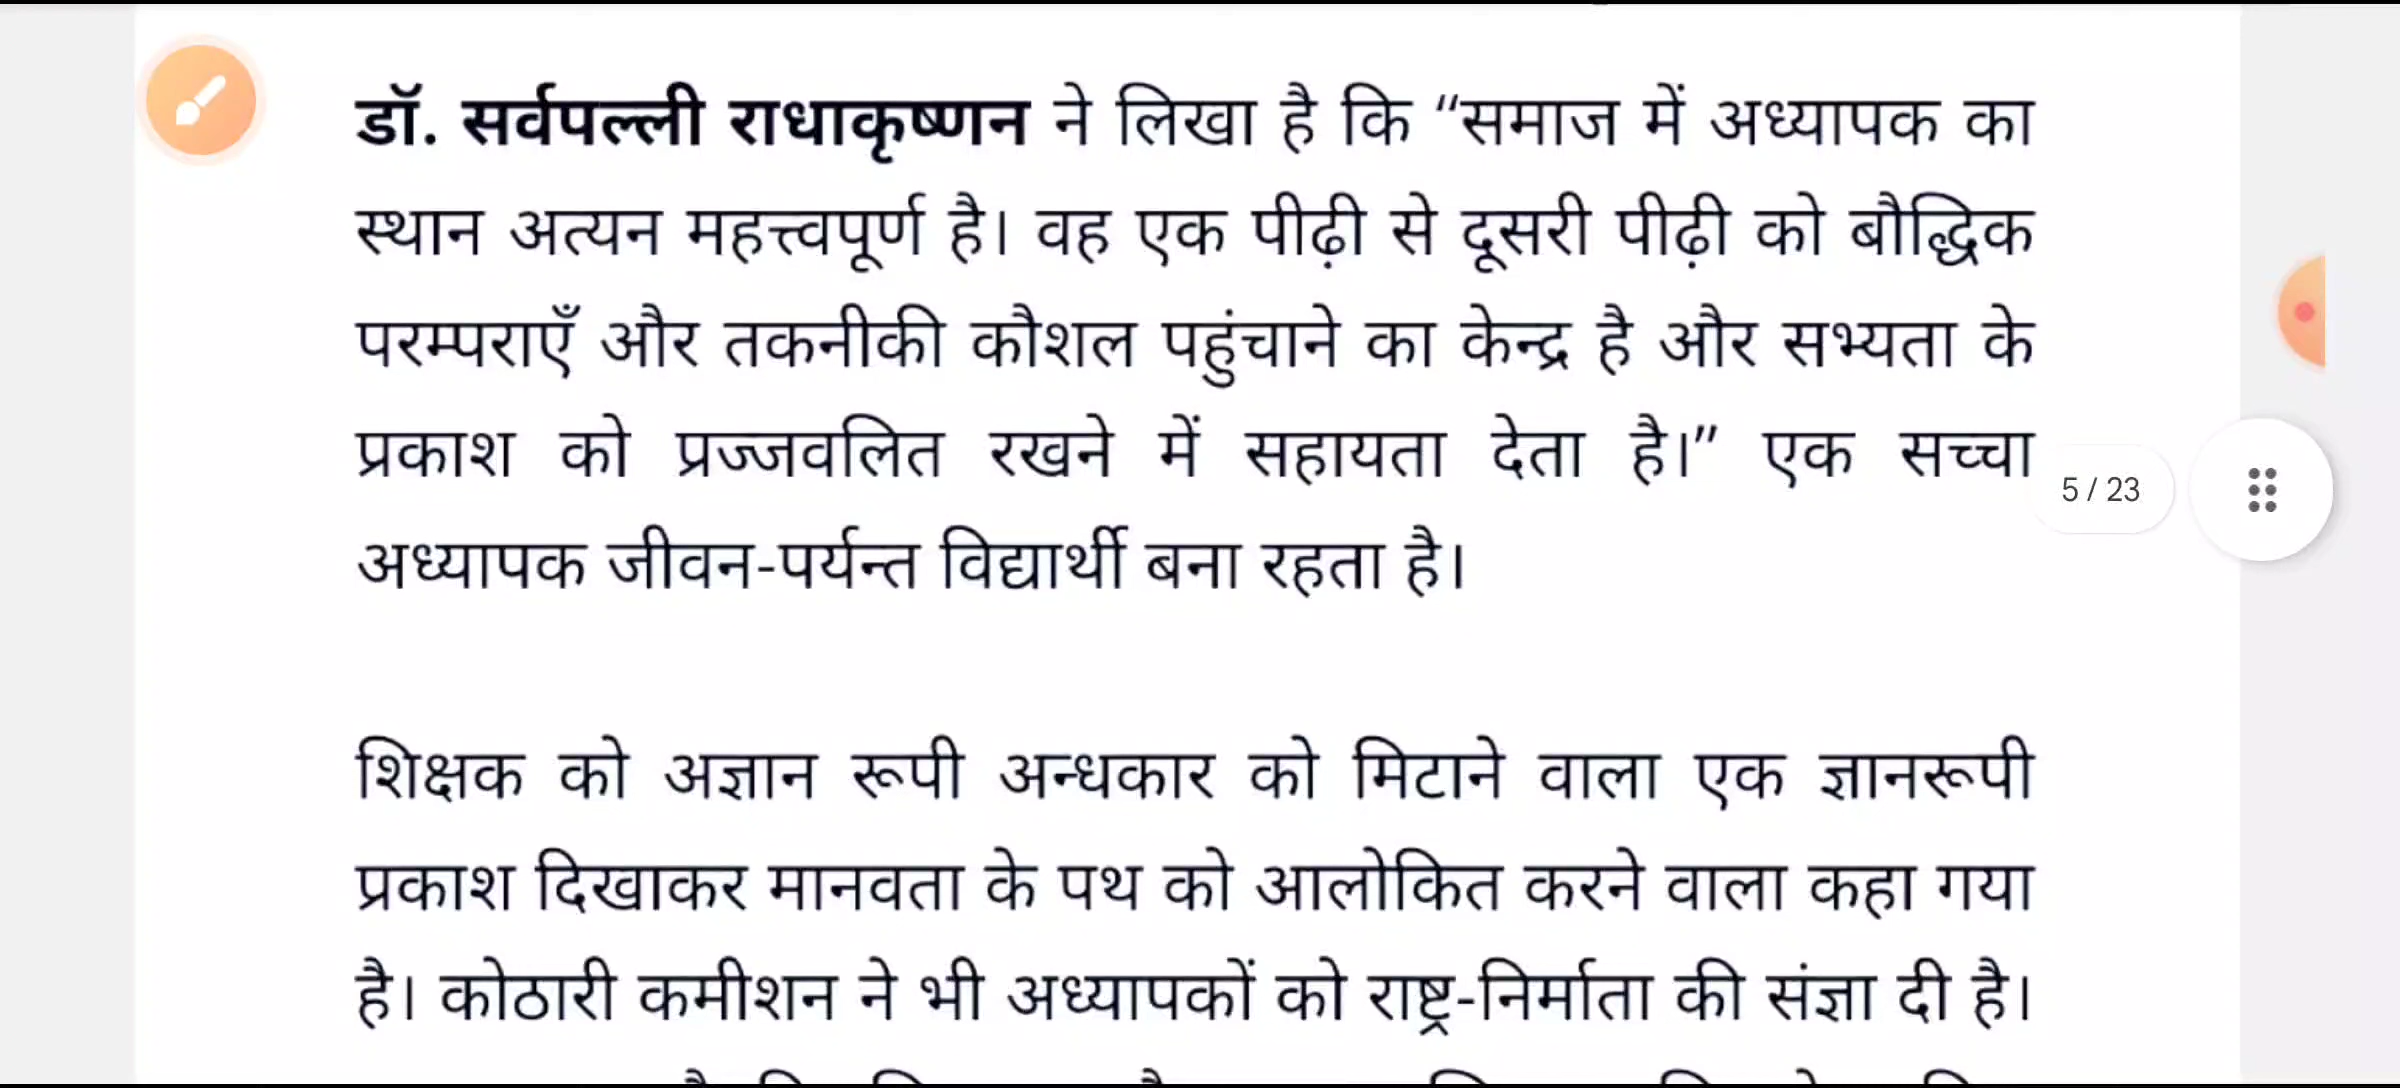 डॉ. सर्वपल्ली राधाकृष्णन ने लिखा है कि “समाज में अध्यापक का
स्थान अत्यन महत्त्वपूर्ण है। वह एक पीढ़ी से दूसरी पीढ़ी को बौद्धिक
परम्पराएँ और तकनीकी कौशल पहुंचाने का केन्द्र है और सभ्यता के
प्रकाश को प्रज्जवलित रखने में सहायता देता है।” एक सच्चा
5 / 23
अध्यापक जीवन-पर्यन्त विद्यार्थी बना रहता है।
शिक्षक को अज्ञान रूपी अन्धकार को मिटाने वाला एक ज्ञानरूपी
प्रकाश दिखाकर मानवता के पथ को आलोकित करने वाला कहा गया
है। कोठारी कमीशन ने भी अध्यापकों को राष्ट्र-निर्माता की संज्ञा दी है।